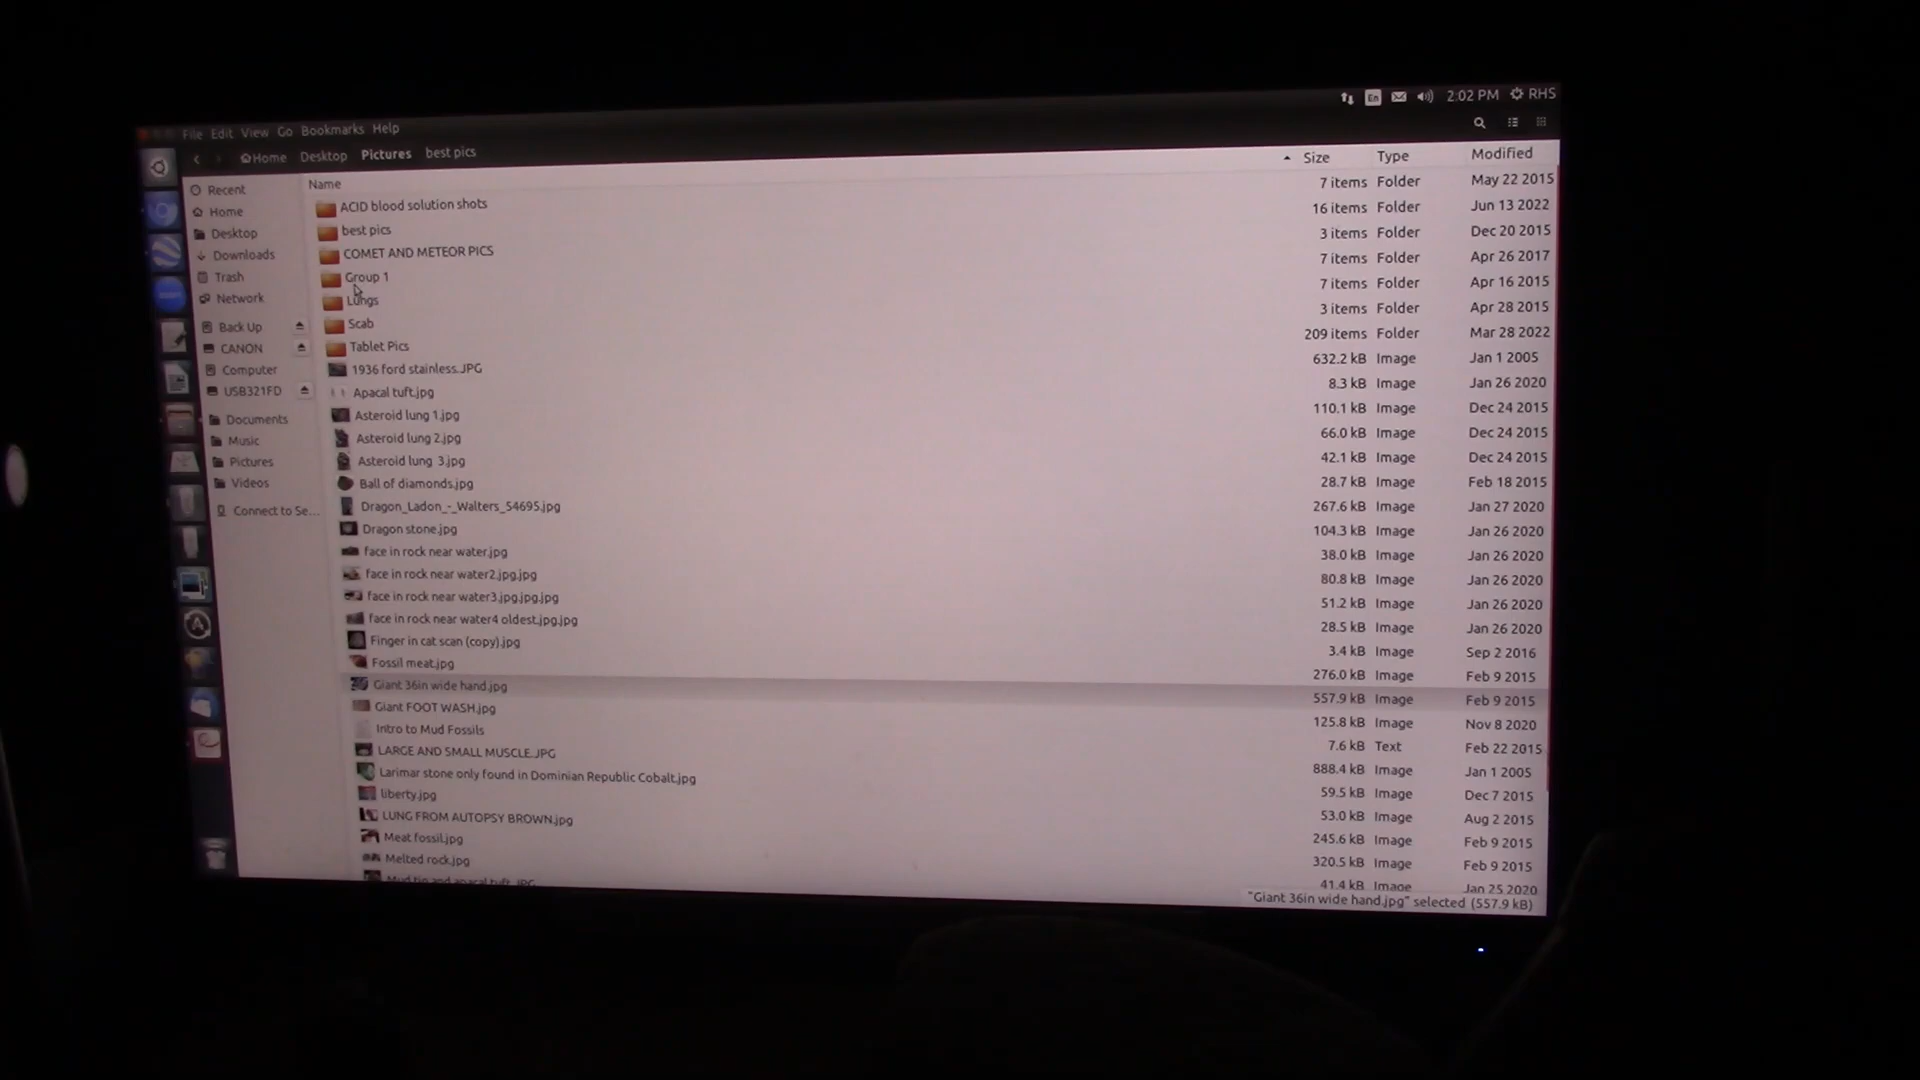 2:02 PM RHS
En
File Edit View Go Bookmarks Help
Home Desktop Pictures best pics
Name Size Type Modified
Recent
Home
Desktop
Downloads
Trash
Network
Back Up
CANON
Computer
USB321FD
Documents
Music
Pictures
Videos
Connect to Se...
ACID blood solution shots 7 items Folder May 22 2015
best pics 16 items Folder Jun 13 2022
COMET AND METEOR PICS 3 items Folder Dec 20 2015
Group 1 7 items Folder Apr 26 2017
Lungs 7 items Folder Apr 16 2015
Scab 3 items Folder Apr 28 2015
Tablet Pics 209 items Folder Mar 28 2022
1936 ford stainless.JPG 632.2 kB Image Jan 1 2005
Apacal tuft.jpg 8.3 kB Image Jan 26 2020
Asteroid lung 1.jpg 110.1 kB Image Dec 24 2015
Asteroid lung 2.jpg 66.0 kB Image Dec 24 2015
Asteroid lung 3.jpg 42.1 kB Image Dec 24 2015
Ball of diamonds.jpg 28.7 kB Image Feb 18 2015
Dragon_Ladon_-_Walters_54695.jpg 267.6 kB Image Jan 27 2020
Dragon stone.jpg 104.3 kB Image Jan 26 2020
face in rock near water.jpg 38.0 kB Image Jan 26 2020
face in rock near water2.jpg.jpg 80.8 kB Image Jan 26 2020
face in rock near water3.jpg.jpg.jpg 51.2 kB Image Jan 26 2020
face in rock near water4 oldest.jpg.jpg 28.5 kB Image Jan 26 2020
Finger in cat scan (copy).jpg 3.4 kB Image Sep 2 2016
Fossil meat.jpg 276.0 kB Image Feb 9 2015
Giant 36in wide hand.jpg 557.9 kB Image Feb 9 2015
Giant FOOT WASH.jpg 125.8 kB Image Nov 8 2020
Intro to Mud Fossils 7.6 kB Text Feb 22 2015
LARGE AND SMALL MUSCLE.JPG 888.4 kB Image Jan 1 2005
Larimar stone only found in Dominian Republic Cobalt.jpg 59.5 kB Image Dec 7 2015
liberty.jpg 53.0 kB Image Aug 2 2015
LUNG FROM AUTOPSY BROWN.jpg 245.6 kB Image Feb 9 2015
Meat fossil.jpg 320.5 kB Image Feb 9 2015
Melted rock.jpg 41.4 kB Image Jan 25 2020
Mud tip and apacal tuft .JPG
"Giant 36in wide hand.jpg" selected (557.9 kB)